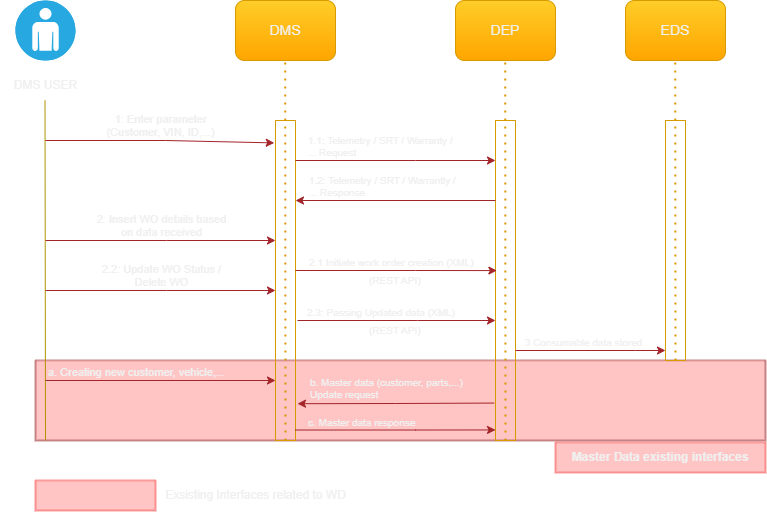 DMS
DEP
EDS
DMS USER
1: Enter parameter
(Customer, VIN, ID,...)
1.1: Telemetry / SRT / Warranty /
... Request
1.2: Telemetry / SRT / Warrantly /
... Response
2: Insert WO details based
on data received
2.1 Initiate work order creation (XML)
(REST API)
2.2: Update WO Status /
Delete WO
2.3: Passing Updated data (XML)
(REST API)
3 Consumable data stored
a. Creating new customer, vehicle,...
b. Master data (customer, parts,...)
Update request
c. Master data response
Master Data existing interfaces
Exsisting Interfaces related to WD